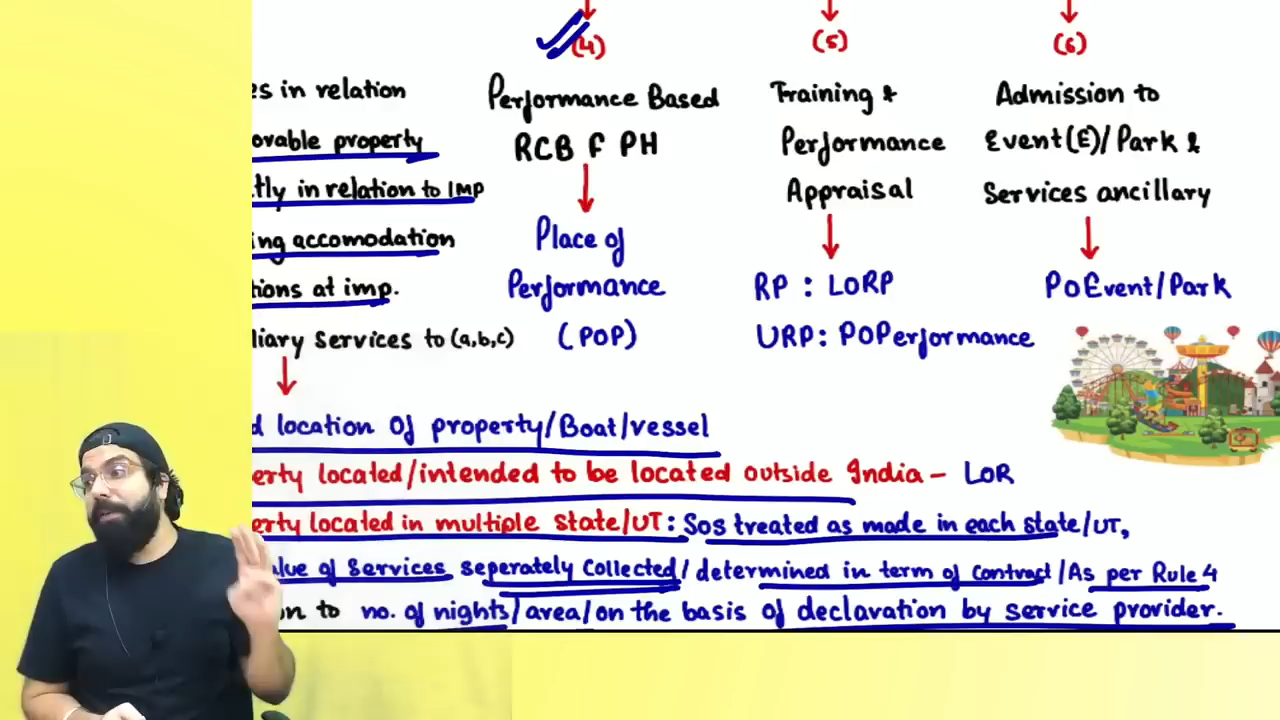 (4)
(5)
(6)
es in relation
ovable property
tly in relation to IMP
ing accomodation
tions at imp.
liary services to (a,b,c)
Performance Based
RCB F PH
Place of
Performance
(POP)
Training &
Performance
Appraisal
RP : LORP
URP: POPerformance
Admission to
Event(E)/Park &
Services ancillary
POEvent/Park
d location of property/Boat/vessel
erty located/intended to be located outside India - LOR
erty located in multiple state/UT: Sos treated as made in each state/UT,
alue of services seperately collected/determined in term of contract/As per Rule 4
on to no. of nights/area/on the basis of declavation by service provider.